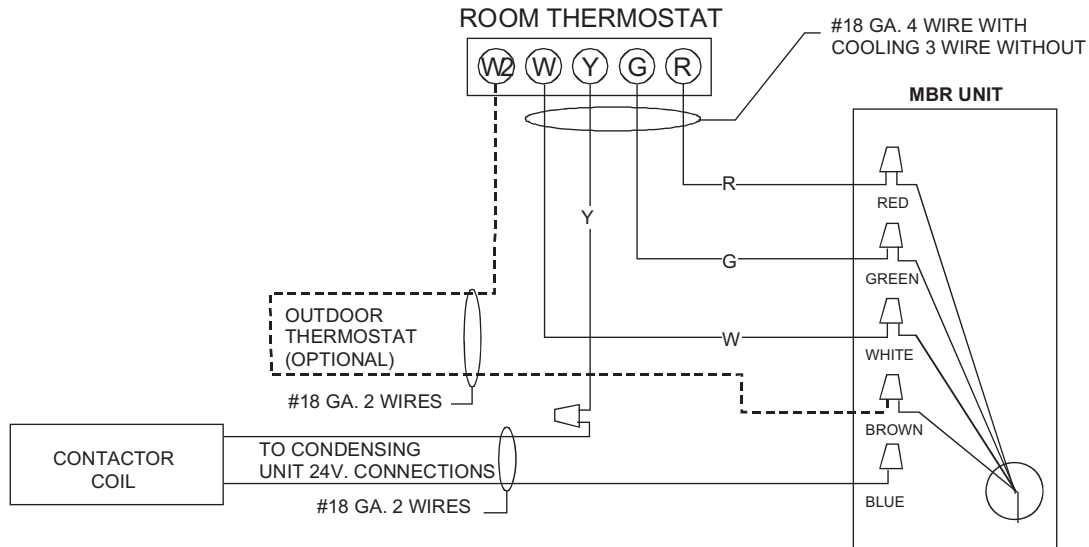 ROOM THERMOSTAT
#18 GA. 4 WIRE WITH
COOLING 3 WIRE WITHOUT
W2 W Y G R
MBR UNIT
R
RED
Y
G
GREEN
OUTDOOR
THERMOSTAT
(OPTIONAL)
W
WHITE
#18 GA. 2 WIRES
BROWN
CONTACTOR
COIL
TO CONDENSING
UNIT 24V. CONNECTIONS
#18 GA. 2 WIRES
BLUE